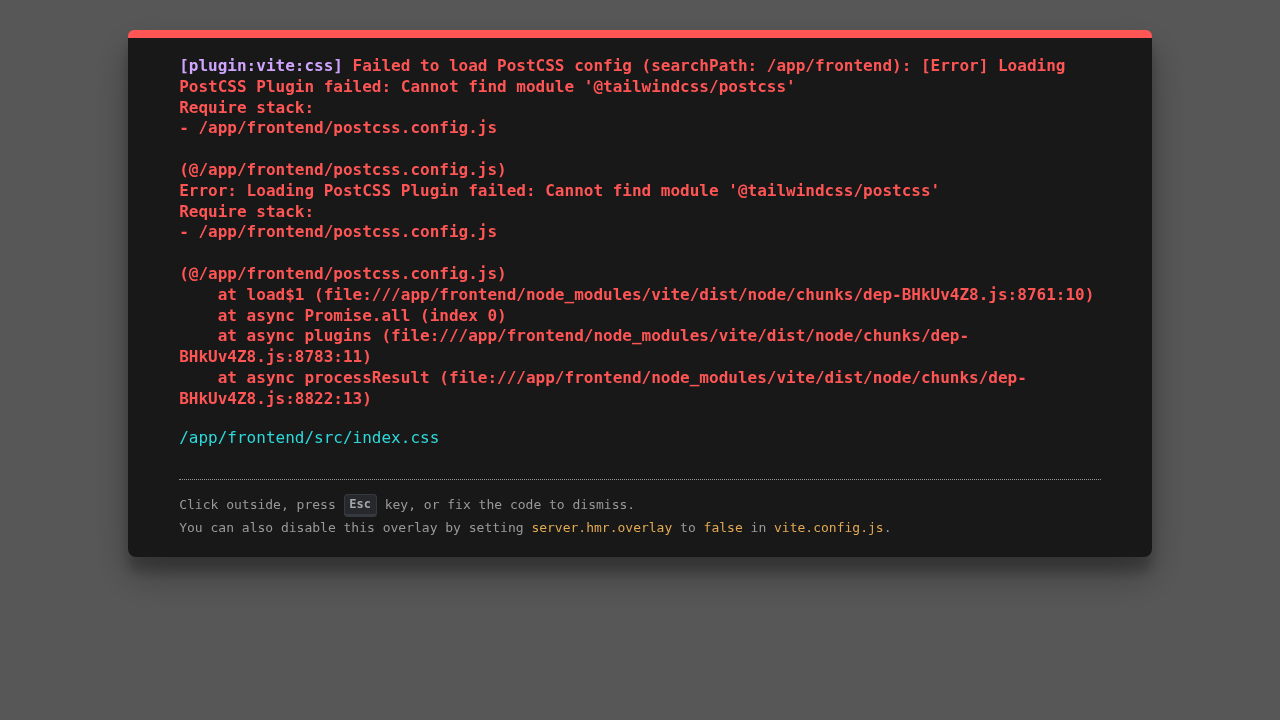 [plugin:vite:css] Failed to load PostCSS config (searchPath: /app/frontend): [Error] Loading
PostCSS Plugin failed: Cannot find module '@tailwindcss/postcss'
Require stack:
- /app/frontend/postcss.config.js
(@/app/frontend/postcss.config.js)
Error: Loading PostCSS Plugin failed: Cannot find module '@tailwindcss/postcss'
Require stack:
- /app/frontend/postcss.config.js
(@/app/frontend/postcss.config.js)
at load$1 (file:///app/frontend/node_modules/vite/dist/node/chunks/dep-BHkUv4Z8.js:8761:10)
at async Promise.all (index 0)
at async plugins (file:///app/frontend/node_modules/vite/dist/node/chunks/dep-
BHkUv4Z8.js:8783:11)
at async processResult (file:///app/frontend/node_modules/vite/dist/node/chunks/dep-
BHkUv4Z8.js:8822:13)
/app/frontend/src/index.css
Click outside, press Esc key, or fix the code to dismiss.
You can also disable this overlay by setting server.hmr.overlay to false in vite.config.js.